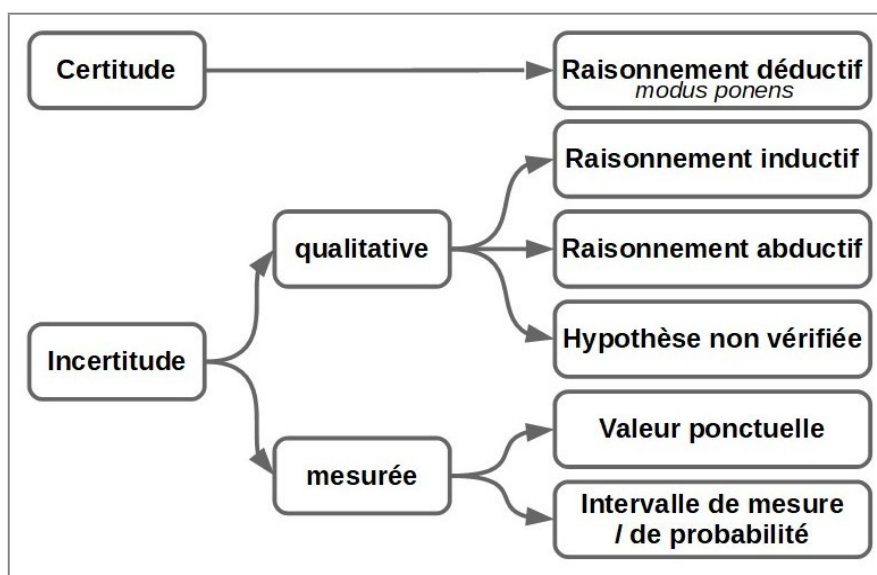 Certitude
Raisonnement déductif
modus ponens
Raisonnement inductif
qualitative
Raisonnement abductif
Hypothèse non vérifiée
Incertitude
Valeur ponctuelle
mesurée
Intervalle de mesure
/ de probabilité